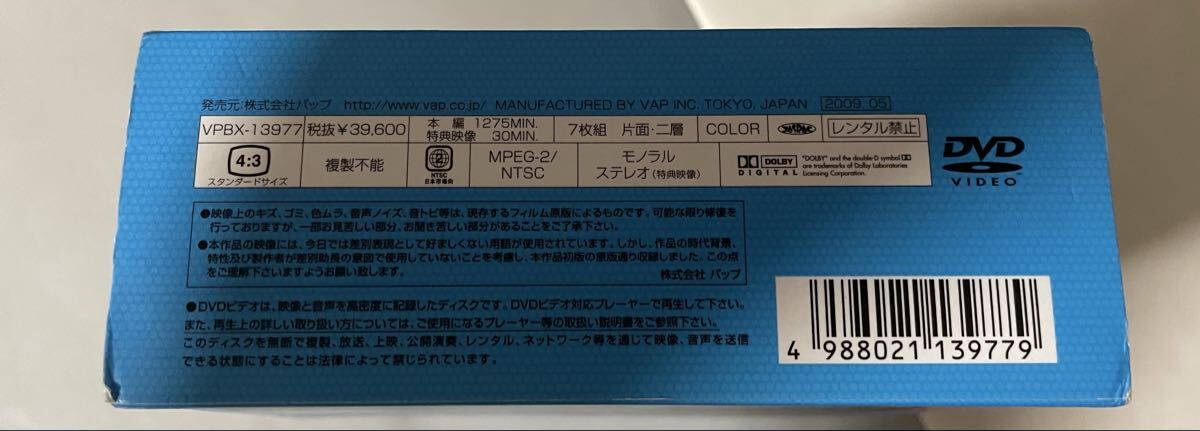 発売元:株式会社バップ http://www.vap.co.jp/ MANUFACTURED BY VAP INC. TOKYO, JAPAN 2009.05
VPBX-13977 税抜¥39,600 本編 1275MIN. 特典映像 30MIN. 7枚組 片面・二層 COLOR レンタル禁止
4:3 スタンダードサイズ 複製不能 2 NTSC 日本市場向 MPEG-2/NTSC モノラル ステレオ(特典映像) DOLBY DIGITAL
"DOLBY" and the double-D symbol
are trademarks of Dolby Laboratories
Licensing Corporation.
DVD
VIDEO
●映像上のキズ、ゴミ、色ムラ、音声ノイズ、音トビ等は、現存するフィルム原版によるものです。可能な限り修復を
行っておりますが、一部お見苦しい部分、お聞き苦しい部分があることをご了承下さい。
●本作品の映像には、今日では差別表現として好ましくない用語が使用されています。しかし、作品の時代背景、
特性及び製作者が差別助長の意図で使用していないことを考慮し、本作品初版の原版通り収録しました。この点
をご理解下さいますようお願い致します。 株式会社 バップ
●DVDビデオは、映像と音声を高密度に記録したディスクです。DVDビデオ対応プレーヤーで再生して下さい。
また、再生上の詳しい取り扱い方については、ご使用になるプレーヤー等の取扱い説明書をご参照下さい。
このディスクを無断で複製、放送、上映、公開演奏、レンタル、ネットワーク等を通じて映像、音声を送信
できる状態にすることは法律によって禁じられています。
4 988021 139779